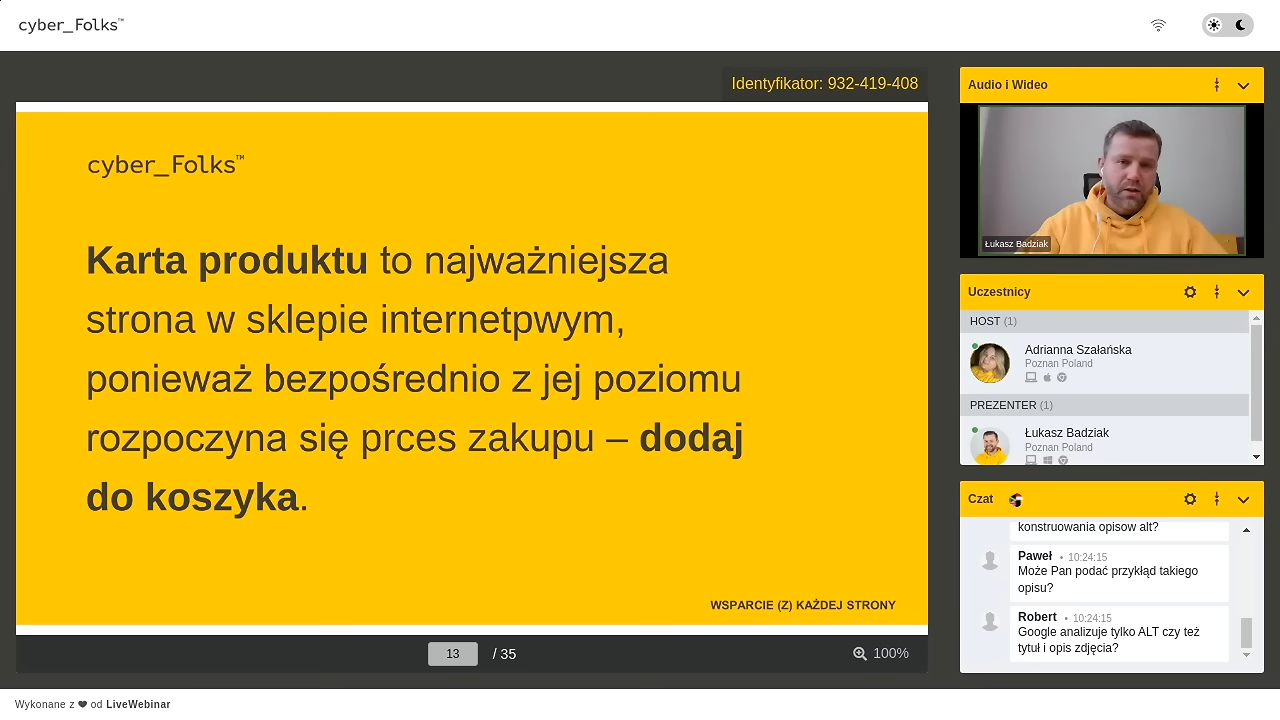 cyber_Folks™
Identyfikator: 932-419-408
cyber_Folks™
Karta produktu to najważniejsza
strona w sklepie internetpwym,
ponieważ bezpośrednio z jej poziomu
rozpoczyna się prces zakupu – dodaj
do koszyka.
WSPARCIE (Z) KAŻDEJ STRONY
13 / 35
100%
Audio i Wideo
Łukasz Badziak
Uczestnicy
HOST (1)
Adrianna Szałańska
Poznan Poland
PREZENTER (1)
Łukasz Badziak
Poznan Poland
Czat
konstruowania opisow alt?
Paweł • 10:24:15
Może Pan podać przykłąd takiego
opisu?
Robert • 10:24:15
Google analizuje tylko ALT czy też
tytuł i opis zdjęcia?
Wykonane z ❤ od LiveWebinar